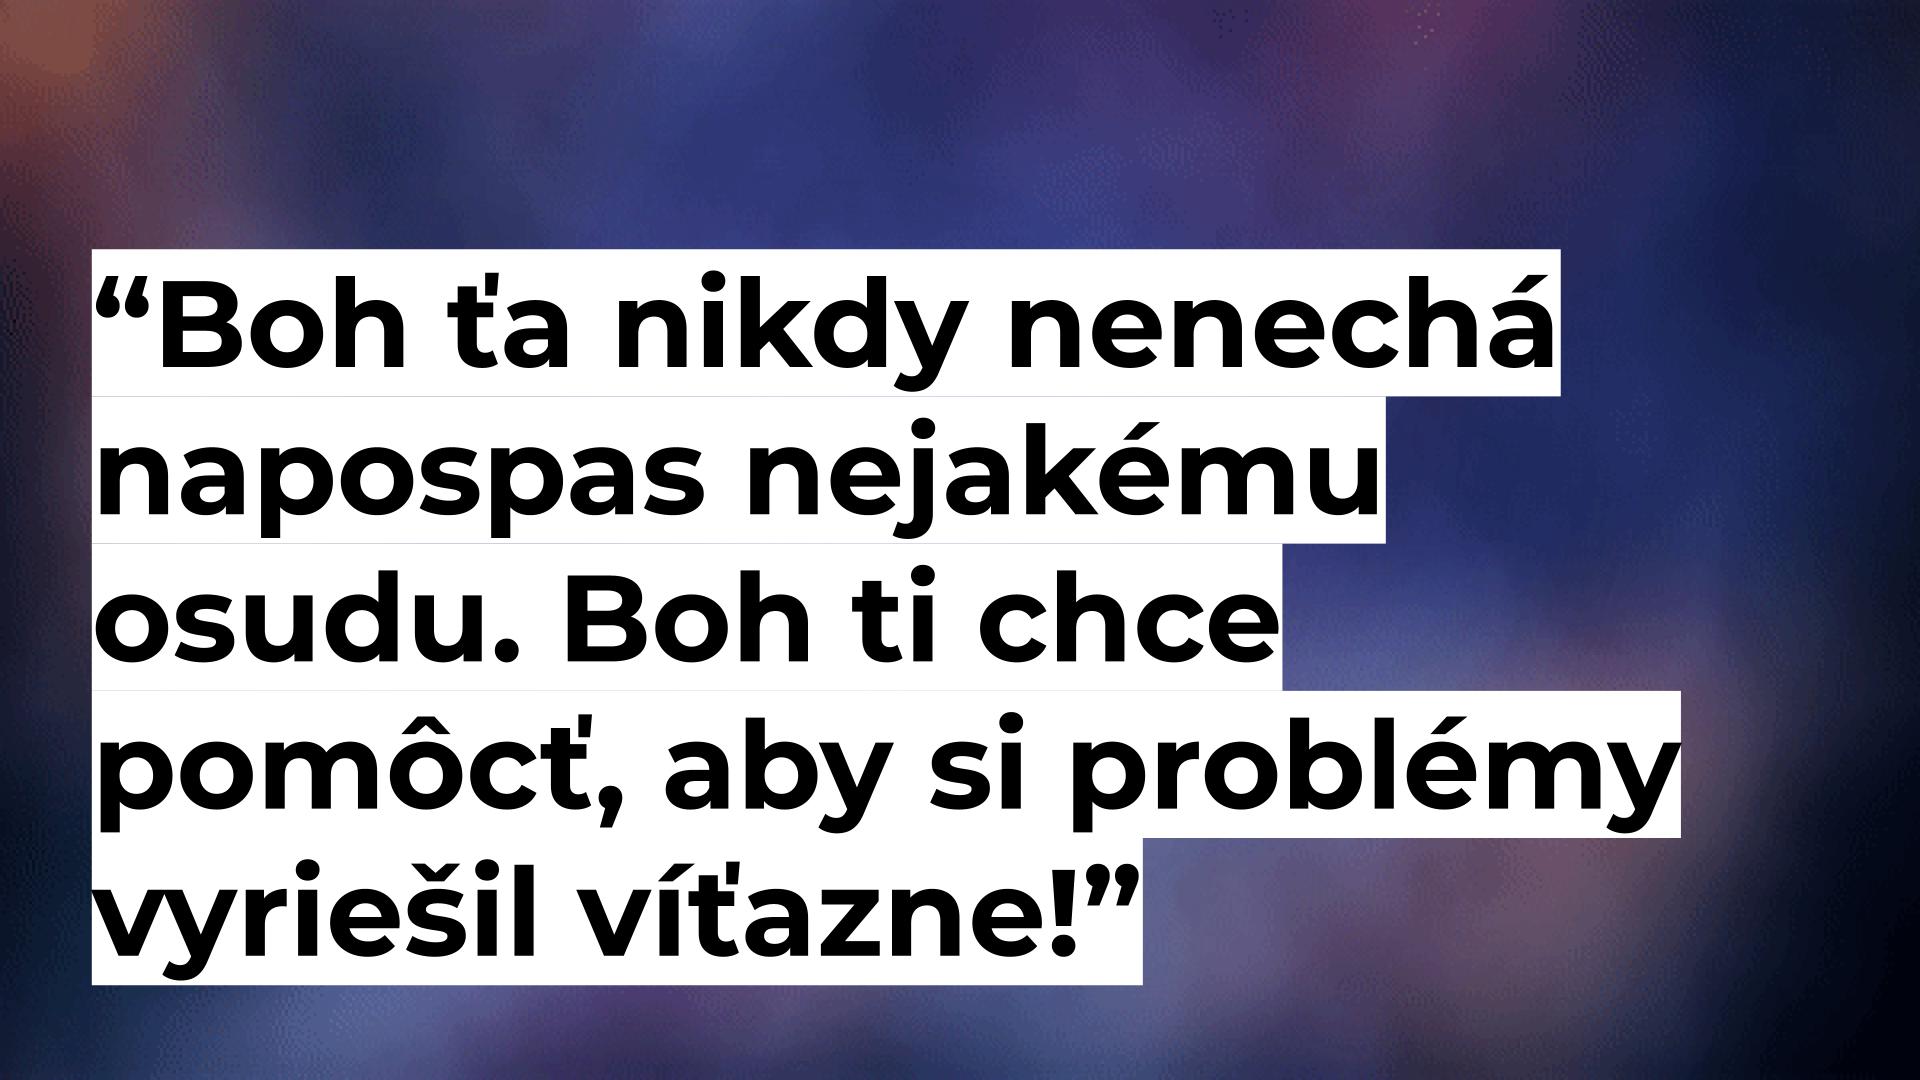 “Boh ťa nikdy nenechá
napospas nejakému
osudu. Boh ti chce
pomôcť, aby si problémy
vyriešil víťazne!”